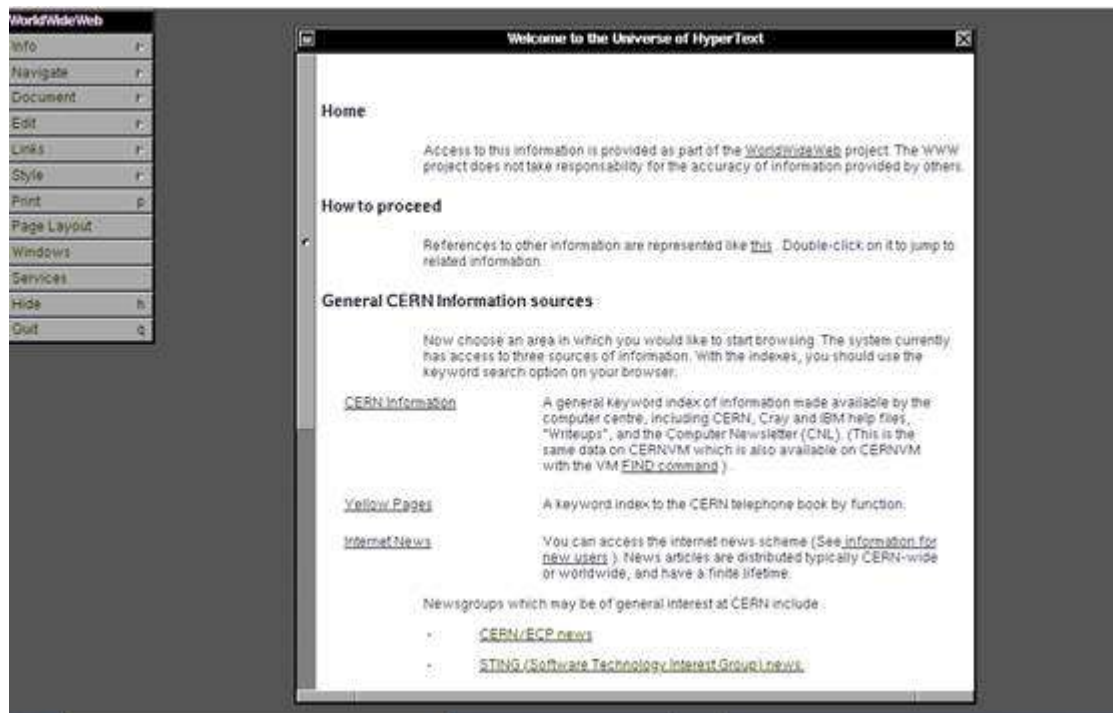 WorldWideWeb
Info
Navigate
Document
Edit
Links
Style
Print p
Page Layout
Windows
Services
Hide h
Quit q
Welcome to the Universe of HyperText
Home
Access to this information is provided as part of the WorldWideWeb project. The WWW
project does not take responsability for the accuracy of information provided by others.
How to proceed
References to other information are represented like this . Double-click on it to jump to
related information.
General CERN Information sources
Now choose an area in which you would like to start browsing. The system currently
has access to three sources of information. With the indexes, you should use the
keyword search option on your browser.
CERN Information
A general keyword index of information made available by the
computer centre, including CERN, Cray and IBM help files,
"Writeups", and the Computer Newsletter (CNL). (This is the
same data on CERNVM which is also available on CERNVM
with the VM FIND command ).
Yellow Pages
A keyword index to the CERN telephone book by function.
Internet News
You can access the internet news scheme (See information for
new users ). News articles are distributed typically CERN-wide
or worldwide, and have a finite lifetime.
Newsgroups which may be of general interest at CERN include
- CERN/ECP news
- STING (Software Technology Interest Group) news.